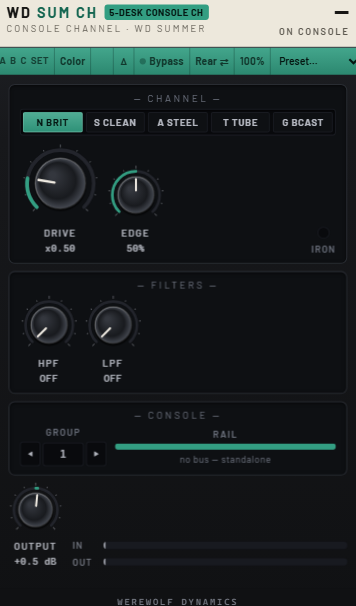 WD SUM CH 5-DESK CONSOLE CH
CONSOLE CHANNEL · WD SUMMER
ON CONSOLE
A B C SET Color Δ Bypass Rear ⇌ 100% Preset...
— CHANNEL —
N BRIT S CLEAN A STEEL T TUBE G BCAST
DRIVE EDGE
x0.50 50% IRON
— FILTERS —
HPF LPF
OFF OFF
— CONSOLE —
GROUP RAIL
◂ 1 ▸
no bus — standalone
OUTPUT IN
+0.5 dB OUT
WEREWOLF DYNAMICS